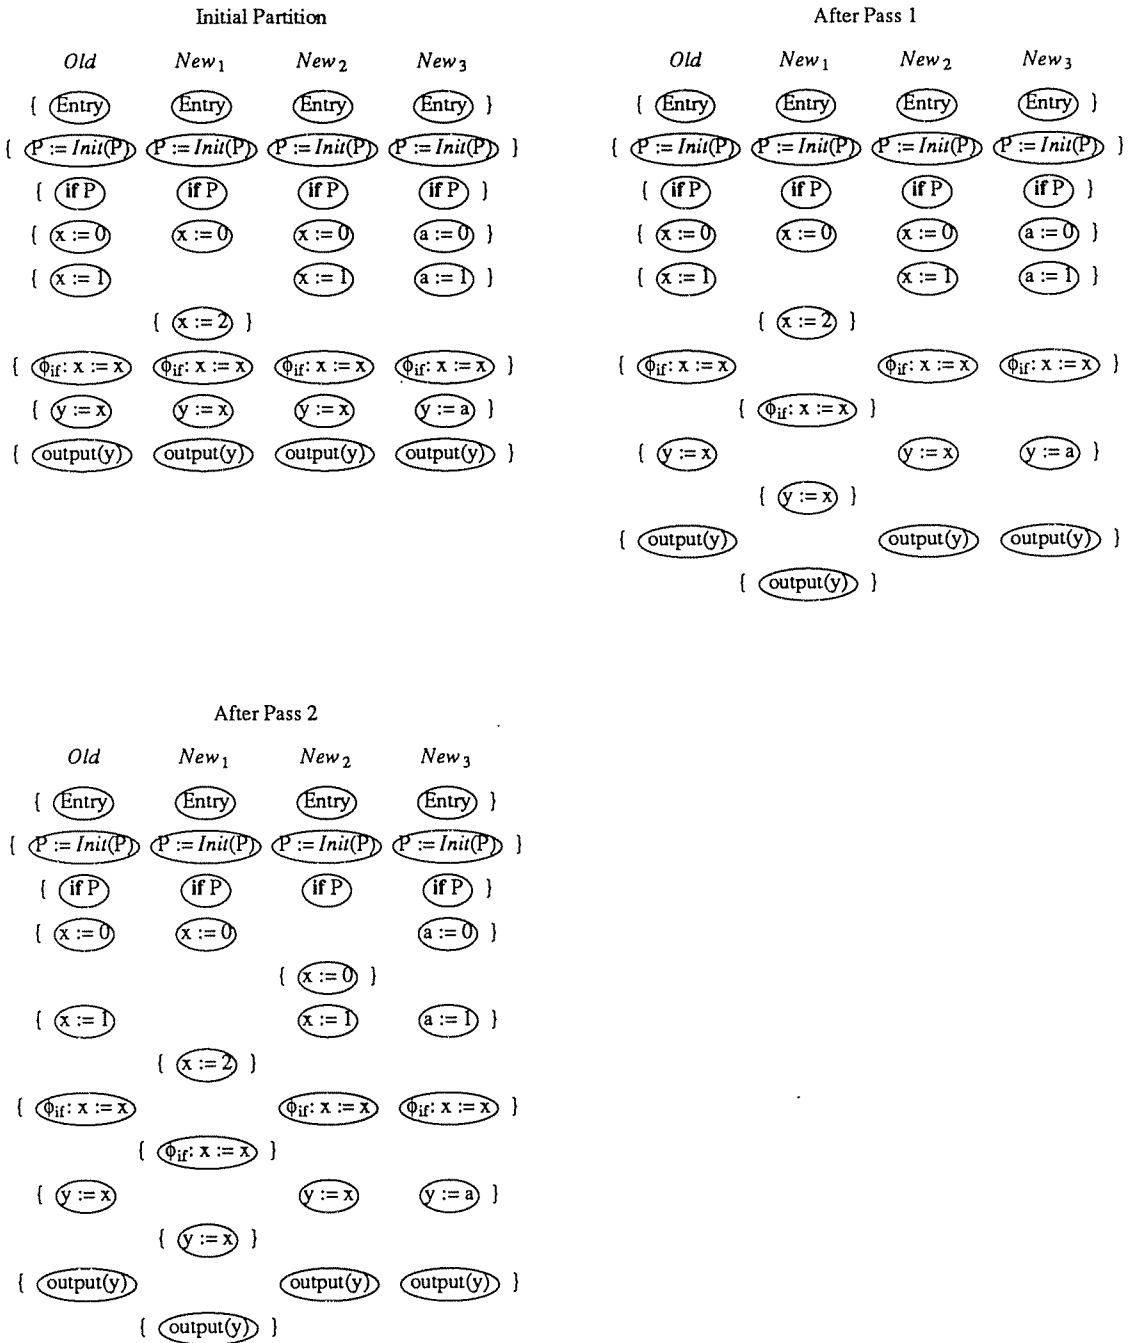 Initial Partition
Old New1 New2 New3
{ Entry Entry Entry Entry }
{ P := Init(P) P := Init(P) P := Init(P) P := Init(P) }
{ if P if P if P if P }
{ x := 0 x := 0 x := 0 a := 0 }
{ x := 1 x := 1 a := 1 }
{ x := 2 }
{ ϕif: x := x ϕif: x := x ϕif: x := x ϕif: x := x }
{ y := x y := x y := x y := a }
{ output(y) output(y) output(y) output(y) }
After Pass 1
Old New1 New2 New3
{ Entry Entry Entry Entry }
{ P := Init(P) P := Init(P) P := Init(P) P := Init(P) }
{ if P if P if P if P }
{ x := 0 x := 0 x := 0 a := 0 }
{ x := 1 x := 1 a := 1 }
{ x := 2 }
{ ϕif: x := x ϕif: x := x ϕif: x := x }
{ ϕif: x := x }
{ y := x y := x y := a }
{ y := x }
{ output(y) output(y) output(y) }
{ output(y) }
After Pass 2
Old New1 New2 New3
{ Entry Entry Entry Entry }
{ P := Init(P) P := Init(P) P := Init(P) P := Init(P) }
{ if P if P if P if P }
{ x := 0 x := 0 a := 0 }
{ x := 0 }
{ x := 1 x := 1 a := 1 }
{ x := 2 }
{ ϕif: x := x ϕif: x := x ϕif: x := x }
{ ϕif: x := x }
{ y := x y := x y := a }
{ y := x }
{ output(y) output(y) output(y) }
{ output(y) }